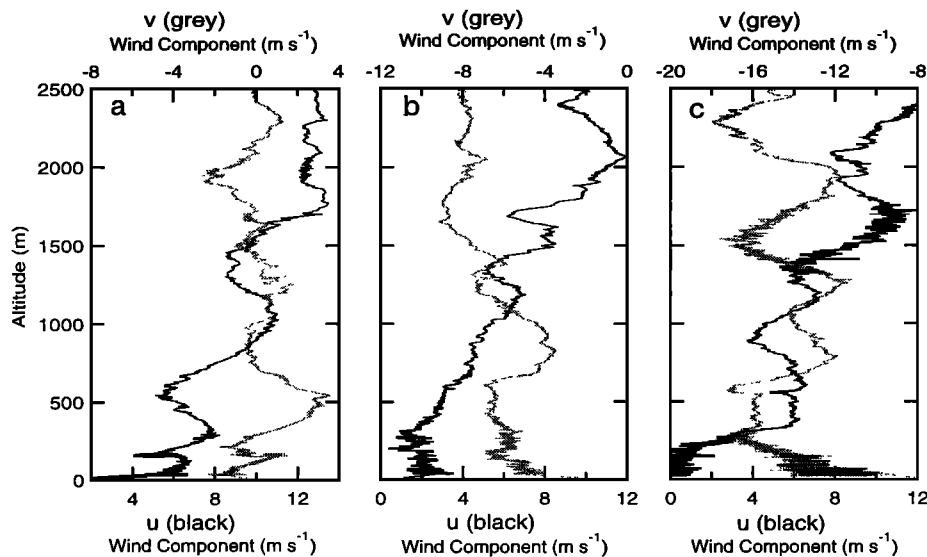 v (grey) v (grey) v (grey)
Wind Component (m s⁻¹) Wind Component (m s⁻¹) Wind Component (m s⁻¹)
-8 -4 0 4 -12 -8 -4 0 -20 -16 -12 -8
2500 a b c
2000
1500
Altitude (m)
1000
500
0
4 8 12 0 4 8 12 0 4 8 12
u (black) u (black) u (black)
Wind Component (m s⁻¹) Wind Component (m s⁻¹) Wind Component (m s⁻¹)